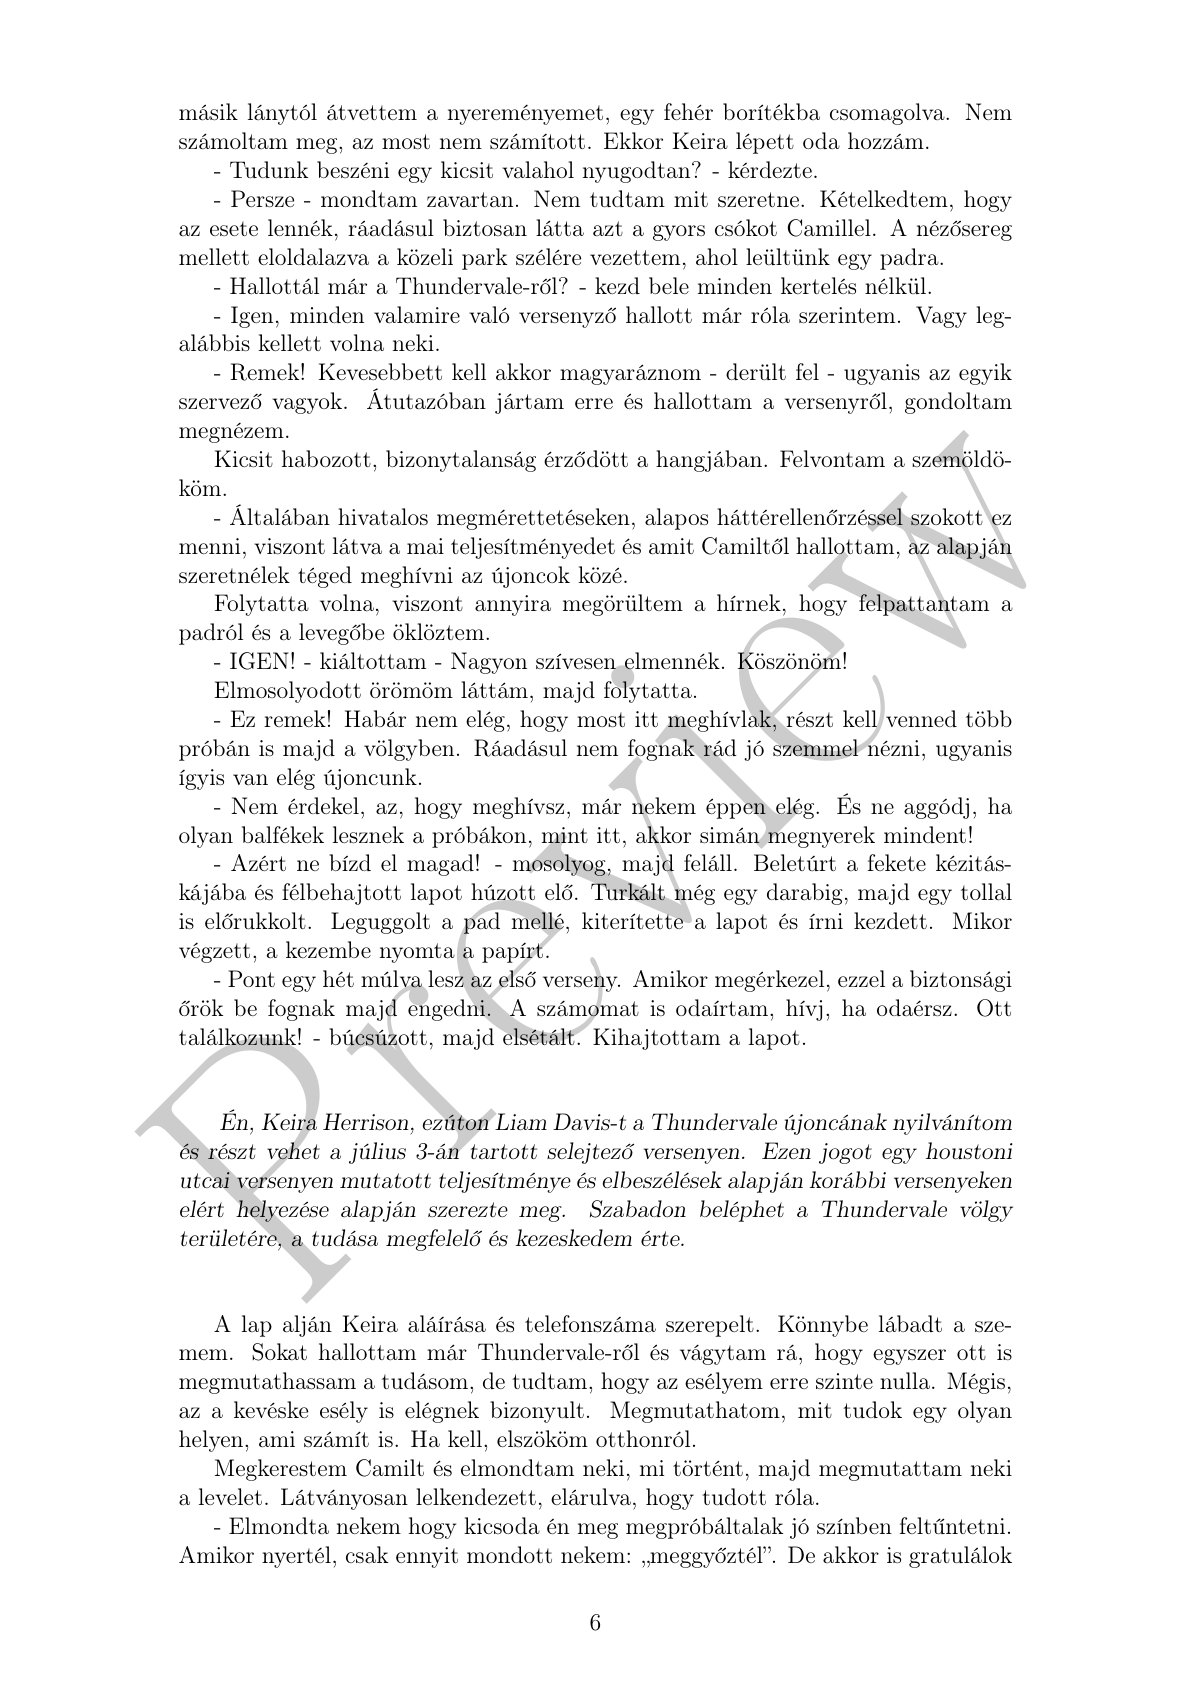 másik lánytól átvettem a nyereményemet, egy fehér borítékba csomagolva. Nem
számoltam meg, az most nem számított. Ekkor Keira lépett oda hozzám.
- Tudunk beszéni egy kicsit valahol nyugodtan? - kérdezte.
- Persze - mondtam zavartan. Nem tudtam mit szeretne. Kételkedtem, hogy
az esete lennék, ráadásul biztosan látta azt a gyors csókot Camillel. A nézősereg
mellett eloldalazva a közeli park szélére vezettem, ahol leültünk egy padra.
- Hallottál már a Thundervale-ről? - kezd bele minden kertelés nélkül.
- Igen, minden valamire való versenyző hallott már róla szerintem. Vagy leg-
alábbis kellett volna neki.
- Remek! Kevesebbett kell akkor magyaráznom - derült fel - ugyanis az egyik
szervező vagyok. Átutazóban jártam erre és hallottam a versenyről, gondoltam
megnézem.
Kicsit habozott, bizonytalanság érződött a hangjában. Felvontam a szemöldö-
köm.
- Általában hivatalos megmérettetéseken, alapos háttérellenőrzéssel szokott ez
menni, viszont látva a mai teljesítményedet és amit Camiltől hallottam, az alapján
szeretnélek téged meghívni az újoncok közé.
Folytatta volna, viszont annyira megörültem a hírnek, hogy felpattantam a
padról és a levegőbe öklöztem.
- IGEN! - kiáltottam - Nagyon szívesen elmennék. Köszönöm!
Elmosolyodott örömöm láttám, majd folytatta.
- Ez remek! Habár nem elég, hogy most itt meghívlak, részt kell venned több
próbán is majd a völgyben. Ráadásul nem fognak rád jó szemmel nézni, ugyanis
ígyis van elég újoncunk.
- Nem érdekel, az, hogy meghívsz, már nekem éppen elég. És ne aggódj, ha
olyan balfékek lesznek a próbákon, mint itt, akkor simán megnyerek mindent!
- Azért ne bízd el magad! - mosolyog, majd feláll. Beletúrt a fekete kézitás-
kájába és félbehajtott lapot húzott elő. Turkált még egy darabig, majd egy tollal
is előrukkolt. Leguggolt a pad mellé, kiterítette a lapot és írni kezdett. Mikor
végzett, a kezembe nyomta a papírt.
- Pont egy hét múlva lesz az első verseny. Amikor megérkezel, ezzel a biztonsági
őrök be fognak majd engedni. A számomat is odaírtam, hívj, ha odaérsz. Ott
találkozunk! - búcsúzott, majd elsétált. Kihajtottam a lapot.
Én, Keira Herrison, ezúton Liam Davis-t a Thundervale újoncának nyilvánítom
és részt vehet a július 3-án tartott selejtező versenyen. Ezen jogot egy houstoni
utcai versenyen mutatott teljesítménye és elbeszélések alapján korábbi versenyeken
elért helyezése alapján szerezte meg. Szabadon beléphet a Thundervale völgy
területére, a tudása megfelelő és kezeskedem érte.
A lap alján Keira aláírása és telefonszáma szerepelt. Könnybe lábadt a sze-
mem. Sokat hallottam már Thundervale-ről és vágytam rá, hogy egyszer ott is
megmutathassam a tudásom, de tudtam, hogy az esélyem erre szinte nulla. Mégis,
az a kevéske esély is elégnek bizonyult. Megmutathatom, mit tudok egy olyan
helyen, ami számít is. Ha kell, elszököm otthonról.
Megkerestem Camilt és elmondtam neki, mi történt, majd megmutattam neki
a levelet. Látványosan lelkendezett, elárulva, hogy tudott róla.
- Elmondta nekem hogy kicsoda én meg megpróbáltalak jó színben feltűntetni.
Amikor nyertél, csak ennyit mondott nekem: „meggyőztél”. De akkor is gratulálok
6
Preview